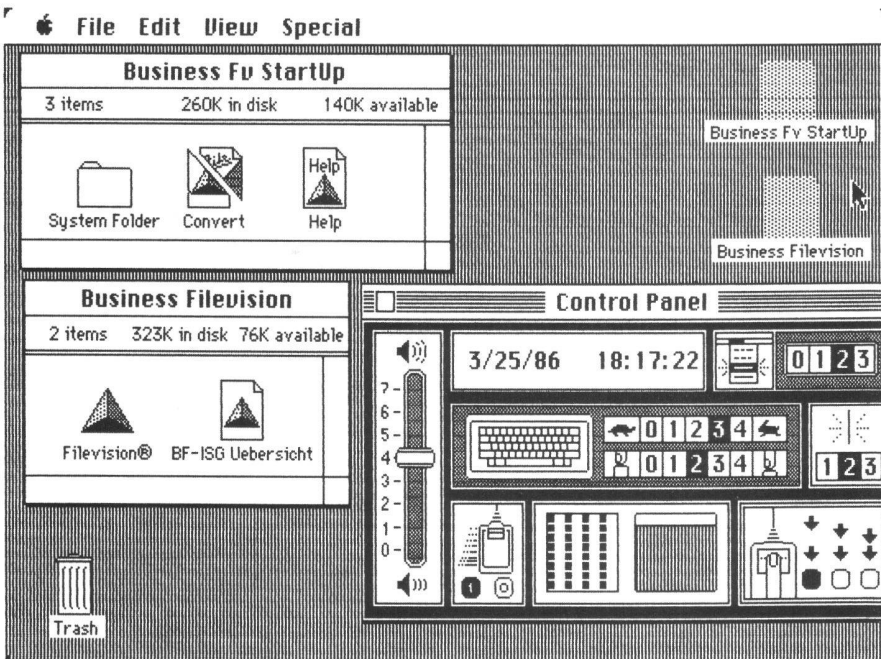 File Edit View Special
Business Fv StartUp
3 items 260K in disk 140K available
Help
System Folder Convert Help
Business Fv StartUp
Business Filevision
Business Filevision
2 items 323K in disk 76K available
Filevision® BF-ISG Uebersicht
Trash
Control Panel
3/25/86 18:17:22
0 1 2 3
7
6
5
4
3
2
1
0
0 1 2 3 4
0 1 2 3 4
1 2 3
1 0